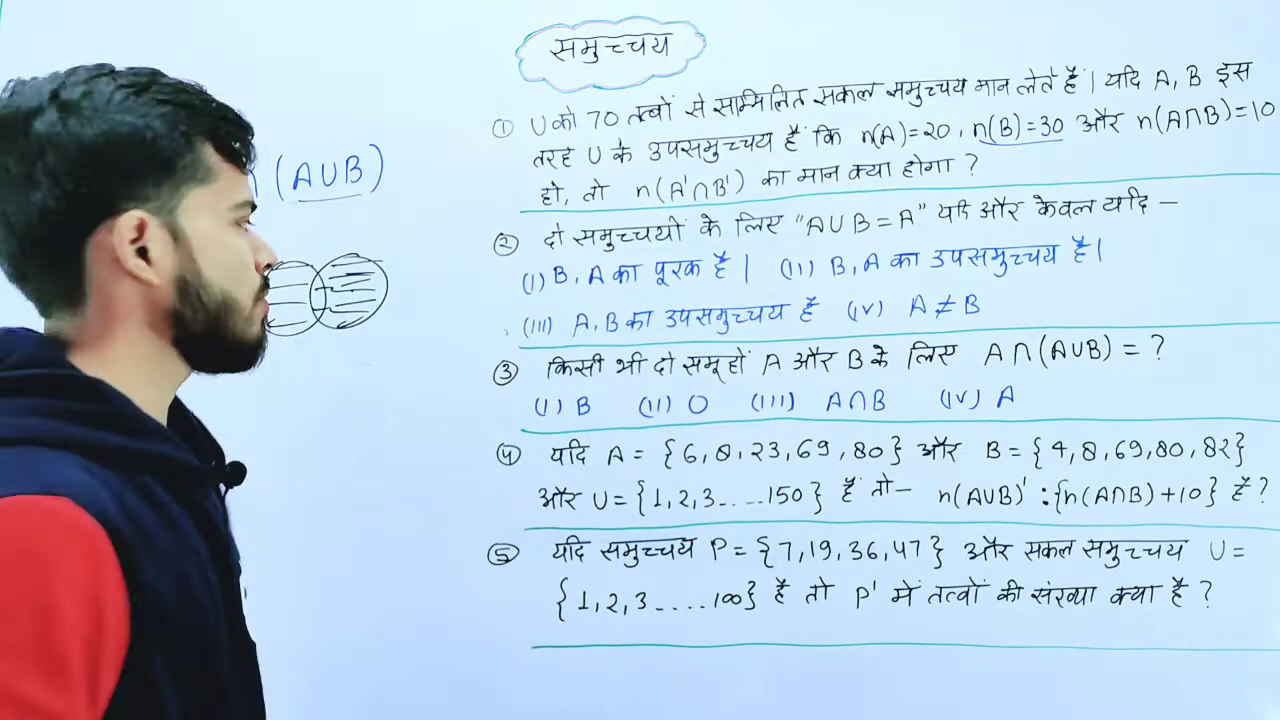 समुच्चय
① U को 70 तत्वों से सम्मिलित सकल समुच्चय मान लेते है । यदि A, B इस
तरह U के उपसमुच्चय है कि n(A)=20, n(B)=30 और n(A∩B)=10
हो, तो n(A'∩B') का मान क्या होगा ?
(A∪B)
② दो समुच्चयों के लिए "A∪B=A" यदि और केवल यदि –
(i) B, A का पूरक है । (ii) B, A का उपसमुच्चय है ।
(iii) A, B का उपसमुच्चय है (iv) A ≠ B
③ किसी भी दो समूहों A और B के लिए A∩(A∪B) = ?
(i) B (ii) 0 (iii) A∩B (iv) A
④ यदि A = {6, 8, 23, 69, 80} और B = {4, 8, 69, 80, 82}
और U = {1, 2, 3.....150} है तो– n(A∪B)' : {n(A∩B)+10} है ?
⑤ यदि समुच्चय P = {7, 19, 36, 47} और सकल समुच्चय U =
{1, 2, 3.....100} है तो P' में तत्वों की संख्या क्या है ?